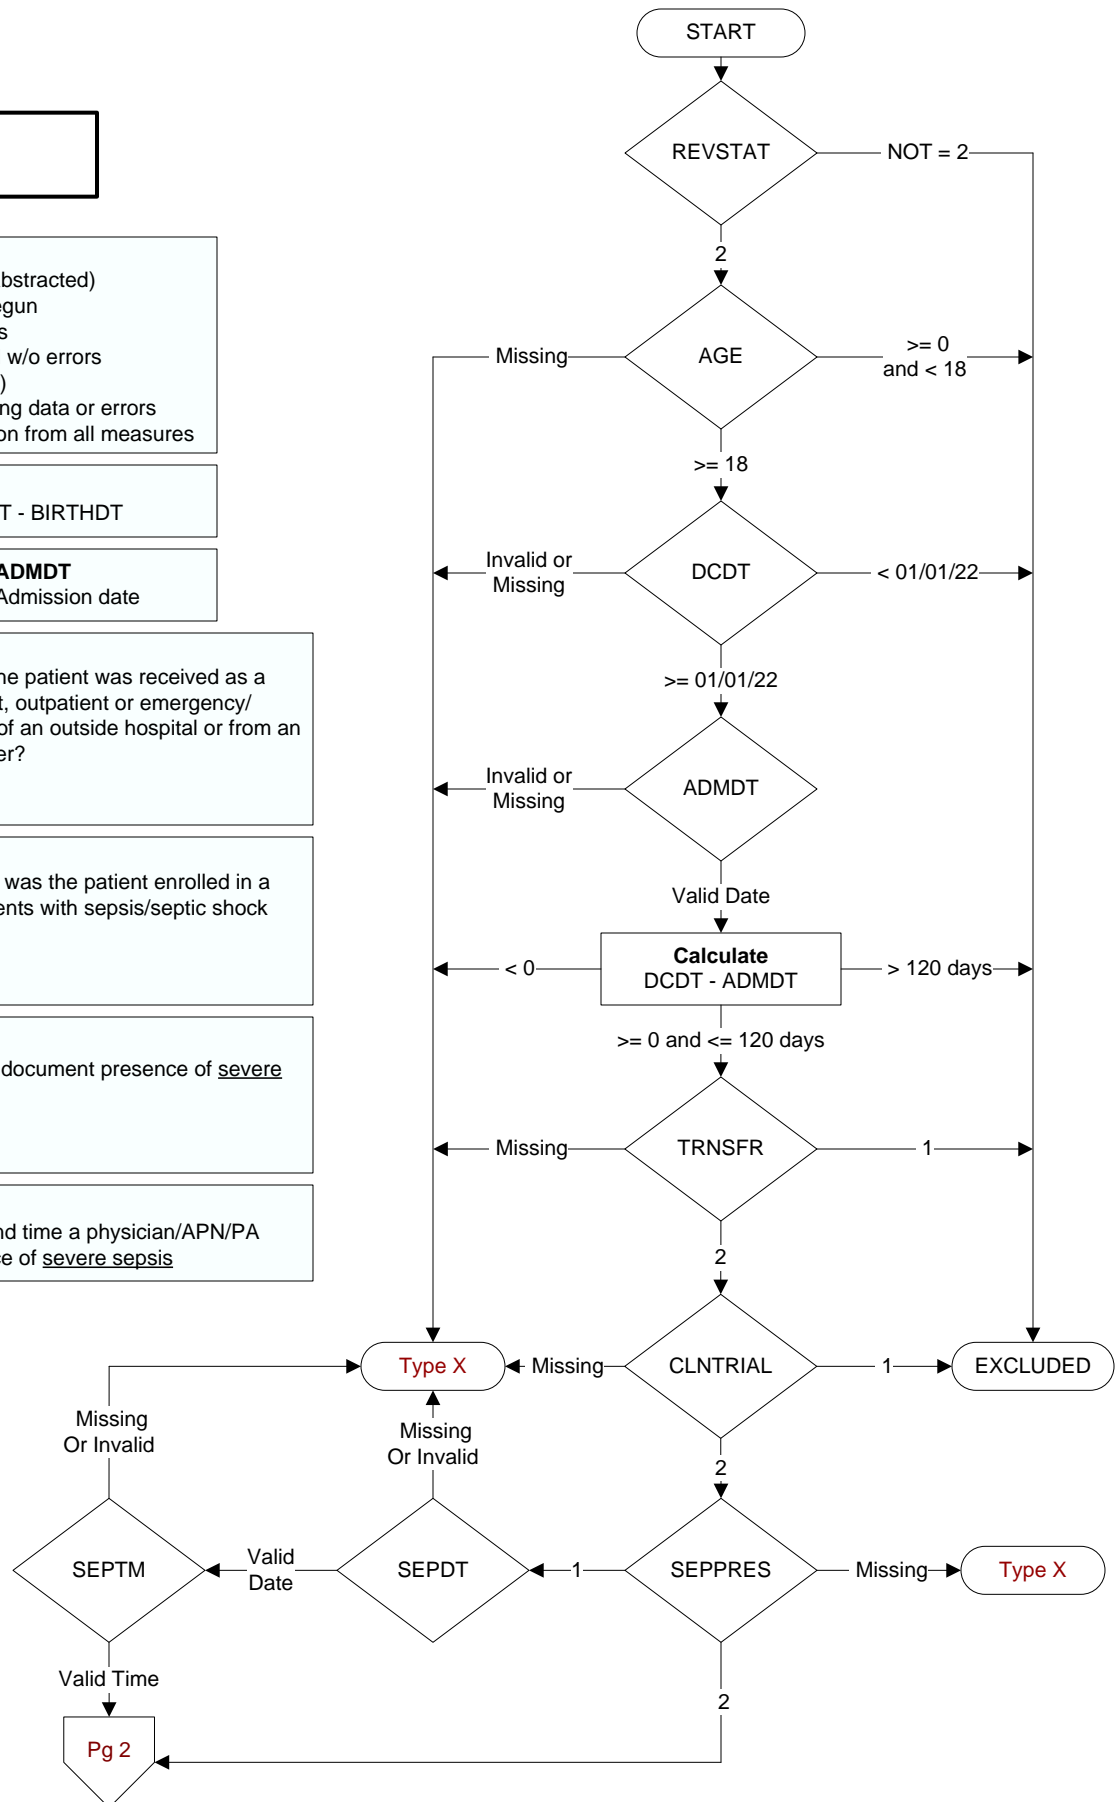 START
REVSTAT
NOT = 2
2
bstracted)
egun
s
w/o errors
)
ng data or errors
on from all measures
AGE
Missing
>= 0
and < 18
>= 18
T - BIRTHDT
DCDT
Invalid or
Missing
< 01/01/22
ADMDT
Admission date
>= 01/01/22
ne patient was received as a
t, outpatient or emergency/
of an outside hospital or from an
er?
ADMDT
Invalid or
Missing
Valid Date
was the patient enrolled in a
ents with sepsis/septic shock
Calculate
DCDT - ADMDT
< 0
> 120 days
>= 0 and <= 120 days
document presence of severe
TRNSFR
Missing
1
2
nd time a physician/APN/PA
ce of severe sepsis
Type X
Missing
CLNTRIAL
1
EXCLUDED
Missing
Or Invalid
Missing
Or Invalid
2
SEPTM
Valid
Date
SEPDT
1
SEPPRES
Missing
Type X
Valid Time
2
Pg 2